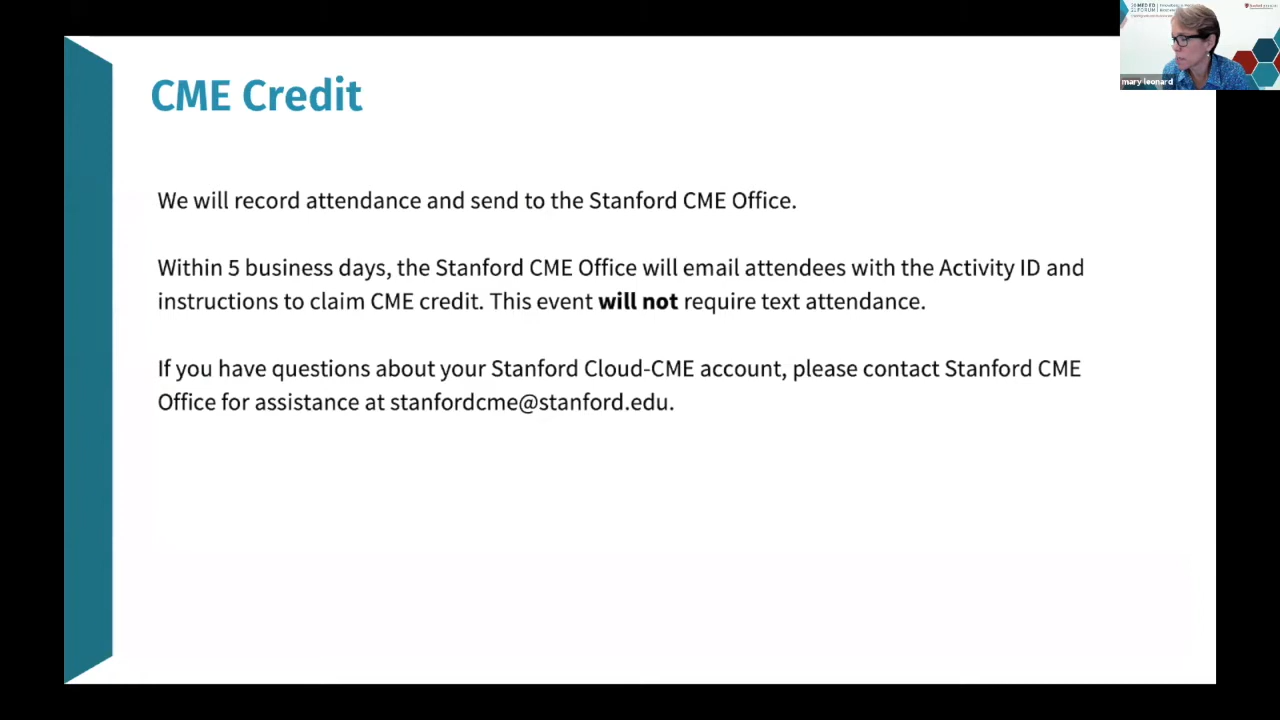 CME Credit
We will record attendance and send to the Stanford CME Office.
Within 5 business days, the Stanford CME Office will email attendees with the Activity ID and
instructions to claim CME credit. This event will not require text attendance.
If you have questions about your Stanford Cloud-CME account, please contact Stanford CME
Office for assistance at stanfordcme@stanford.edu.
MED ED
FORUM
mary leonard